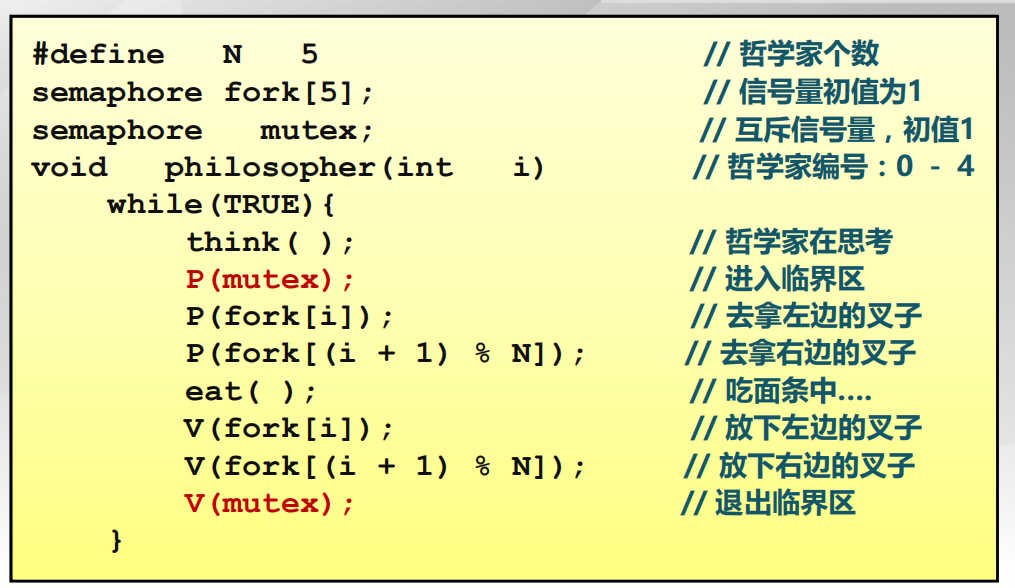 #define N 5 // 哲学家个数
semaphore fork[5]; // 信号量初值为1
semaphore mutex; // 互斥信号量，初值1
void philosopher(int i) // 哲学家编号：0 - 4
while(TRUE){
think( ); // 哲学家在思考
P(mutex); // 进入临界区
P(fork[i]); // 去拿左边的叉子
P(fork[(i + 1) % N]); // 去拿右边的叉子
eat( ); // 吃面条中….
V(fork[i]); // 放下左边的叉子
V(fork[(i + 1) % N]); // 放下右边的叉子
V(mutex); // 退出临界区
}